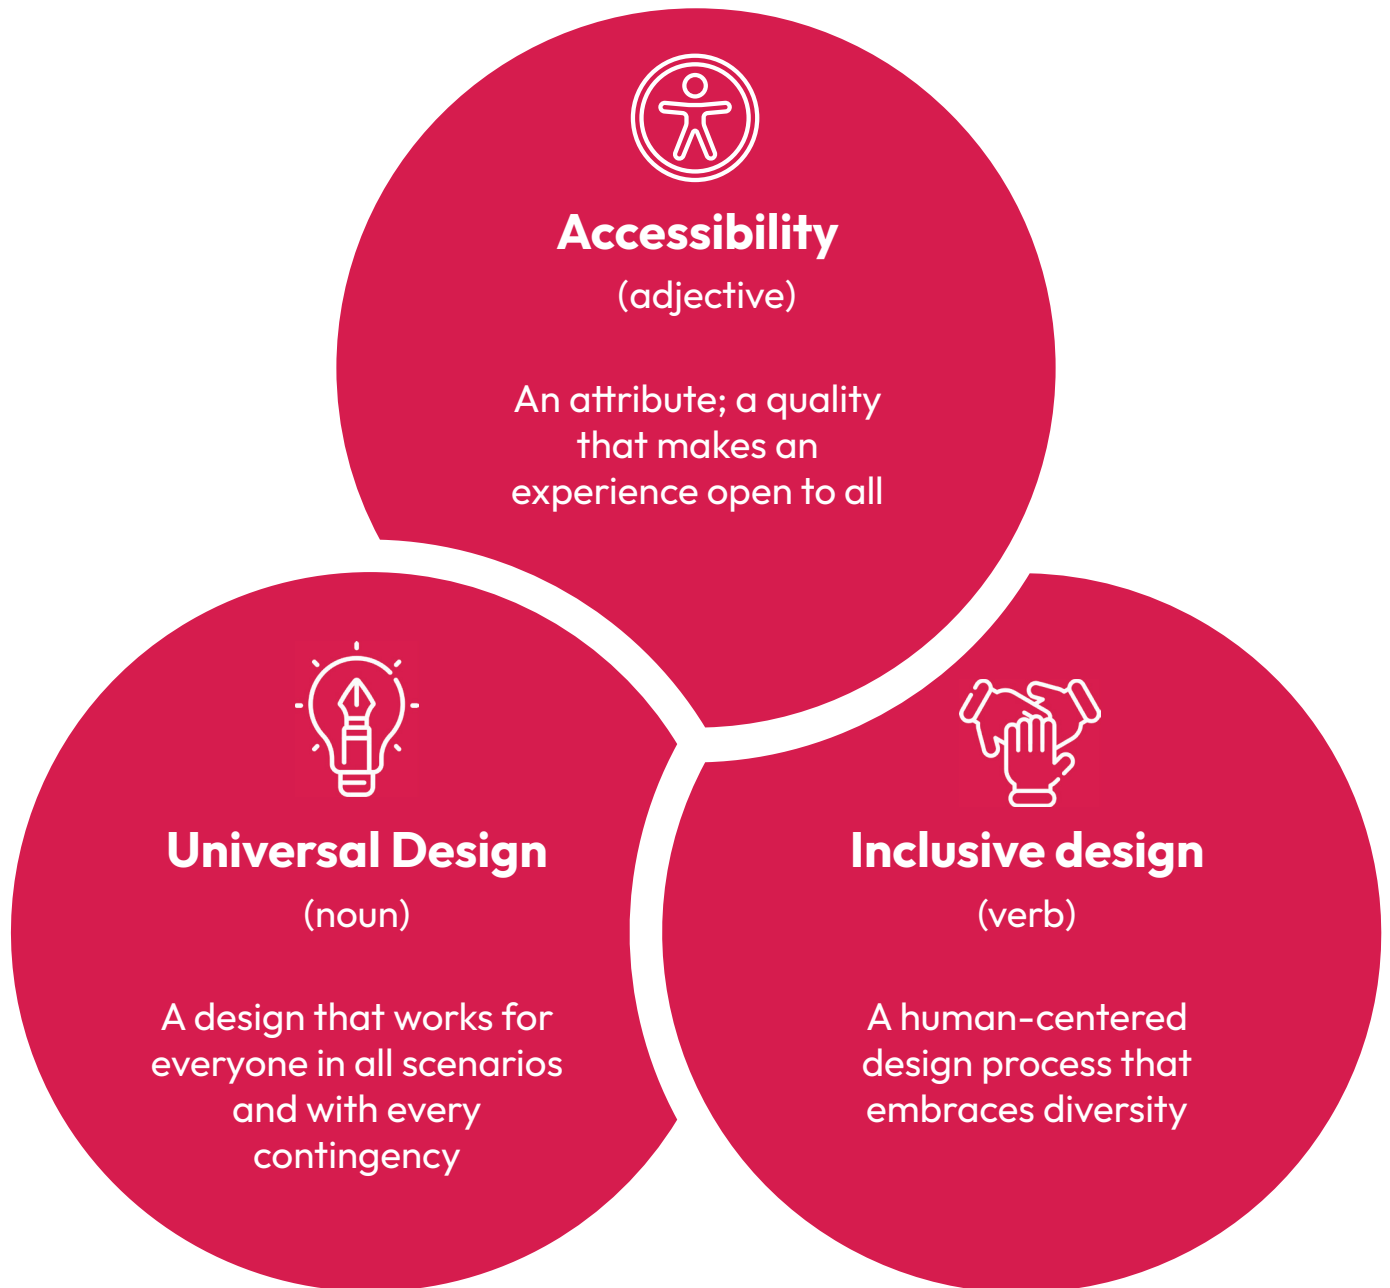 Accessibility
(adjective)
An attribute; a quality
that makes an
experience open to all
Universal Design
(noun)
A design that works for
everyone in all scenarios
and with every
contingency
Inclusive design
(verb)
A human-centered
design process that
embraces diversity